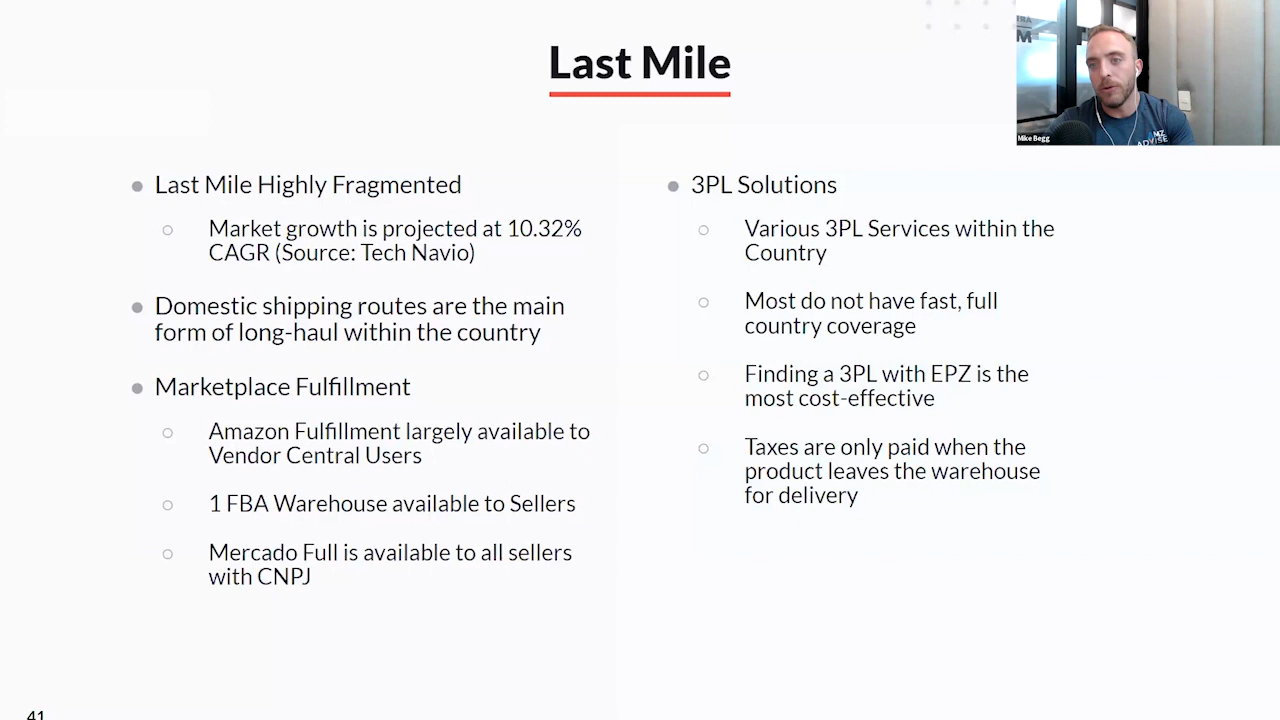 Last Mile
Last Mile Highly Fragmented
Market growth is projected at 10.32%
CAGR (Source: Tech Navio)
Domestic shipping routes are the main
form of long-haul within the country
Marketplace Fulfillment
Amazon Fulfillment largely available to
Vendor Central Users
1 FBA Warehouse available to Sellers
Mercado Full is available to all sellers
with CNPJ
3PL Solutions
Various 3PL Services within the
Country
Most do not have fast, full
country coverage
Finding a 3PL with EPZ is the
most cost-effective
Taxes are only paid when the
product leaves the warehouse
for delivery
Mike Begg
41